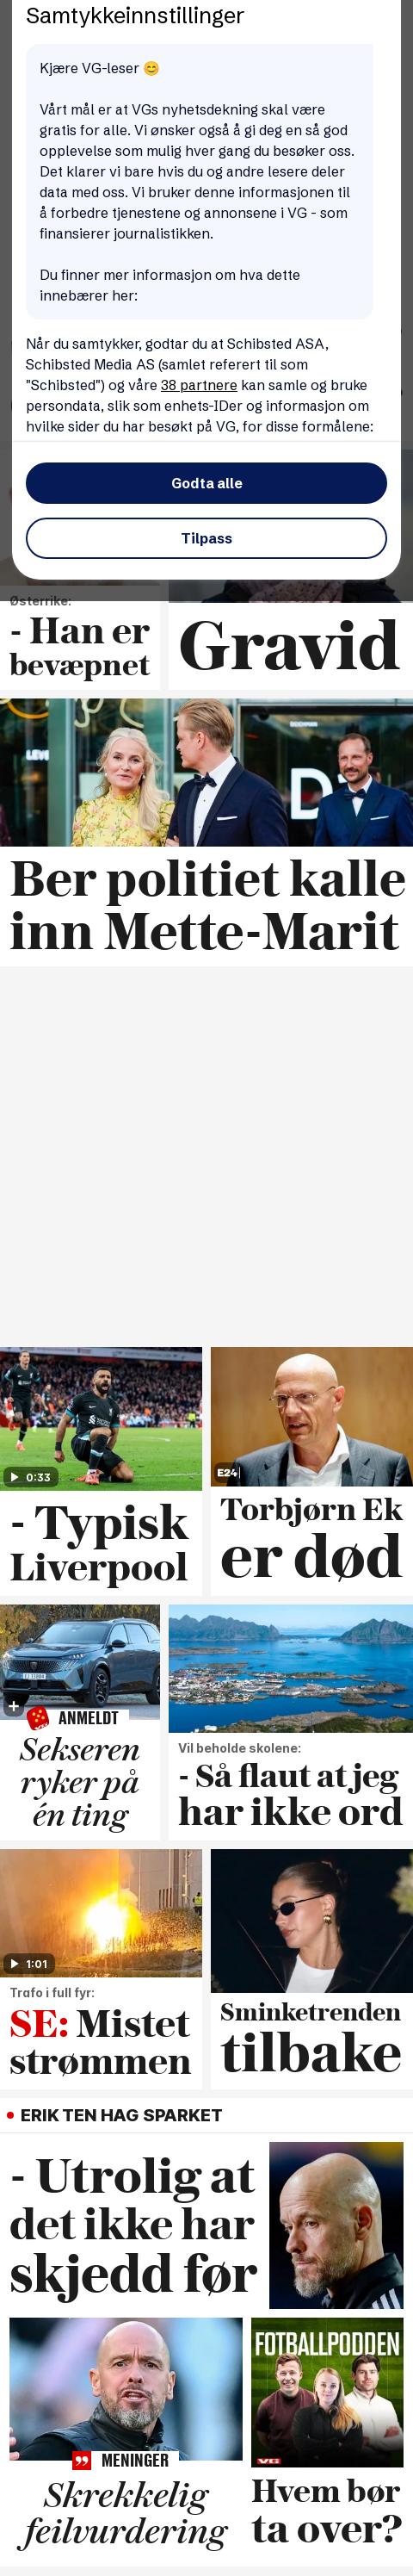 Samtykkeinnstillinger
Kjære VG-leser 😊
Vårt mål er at VGs nyhetsdekning skal være
gratis for alle. Vi ønsker også å gi deg en så god
opplevelse som mulig hver gang du besøker oss.
Det klarer vi bare hvis du og andre lesere deler
data med oss. Vi bruker denne informasjonen til
å forbedre tjenestene og annonsene i VG - som
finansierer journalistikken.
Du finner mer informasjon om hva dette
innebærer her:
Når du samtykker, godtar du at Schibsted ASA,
Schibsted Media AS (samlet referert til som
"Schibsted") og våre 38 partnere kan samle og bruke
persondata, slik som enhets-IDer og informasjon om
hvilke sider du har besøkt på VG, for disse formålene:
Godta alle
Tilpass
Østerrike:
- Han er
bevæpnet
Gravid
Ber politiet kalle
inn Mette-Marit
0:33
- Typisk
Liverpool
E24
Torbjørn Ek
er død
ANMELDT
Sekseren
ryker på
én ting
Vil beholde skolene:
- Så flaut at jeg
har ikke ord
1:01
Trafo i full fyr:
SE: Mistet
strømmen
Sminketrenden
tilbake
ERIK TEN HAG SPARKET
- Utrolig at
det ikke har
skjedd før
MENINGER
Skrekkelig
feilvurdering
FOTBALLPODDEN
VG
Hvem bør
ta over?